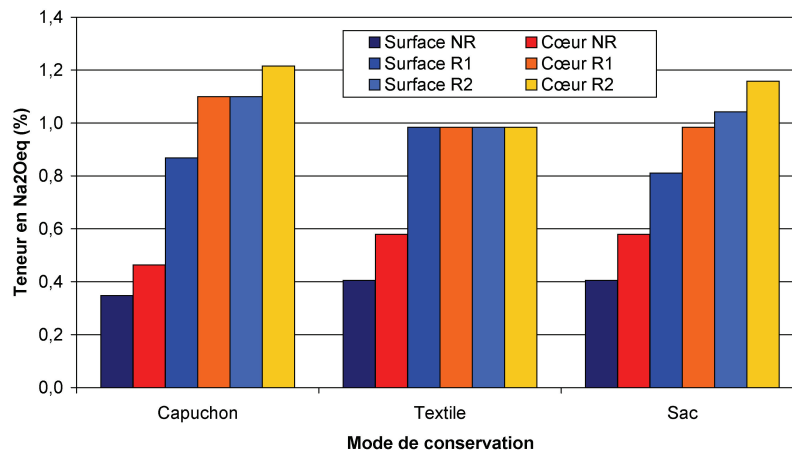 1,4
1,2
1,0
0,8
0,6
0,4
0,2
0,0
Teneur en Na2Oeq (%)
Surface NR
Cœur NR
Surface R1
Cœur R1
Surface R2
Cœur R2
Capuchon
Textile
Sac
Mode de conservation